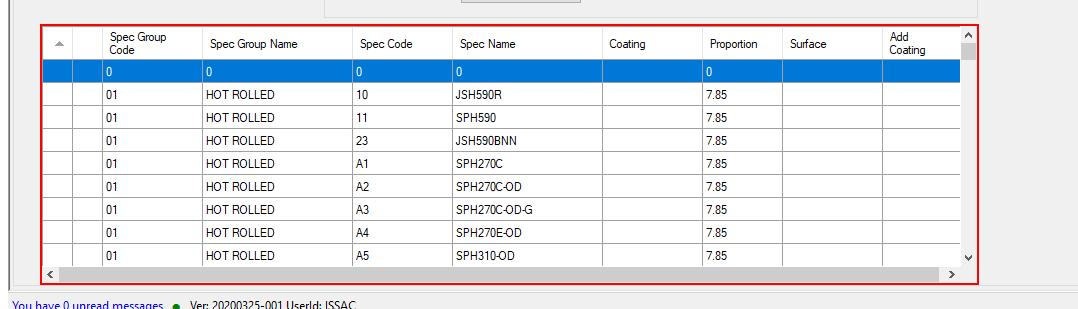 Spec Group Code Spec Group Name Spec Code Spec Name Coating Proportion Surface Add Coating
0 0 0 0 0
01 HOT ROLLED 10 JSH590R 7.85
01 HOT ROLLED 11 SPH590 7.85
01 HOT ROLLED 23 JSH590BNN 7.85
01 HOT ROLLED A1 SPH270C 7.85
01 HOT ROLLED A2 SPH270C-OD 7.85
01 HOT ROLLED A3 SPH270C-OD-G 7.85
01 HOT ROLLED A4 SPH270E-OD 7.85
01 HOT ROLLED A5 SPH310-OD 7.85
You have 0 unread messages Ver: 20200325-001 UserId: ISSAC